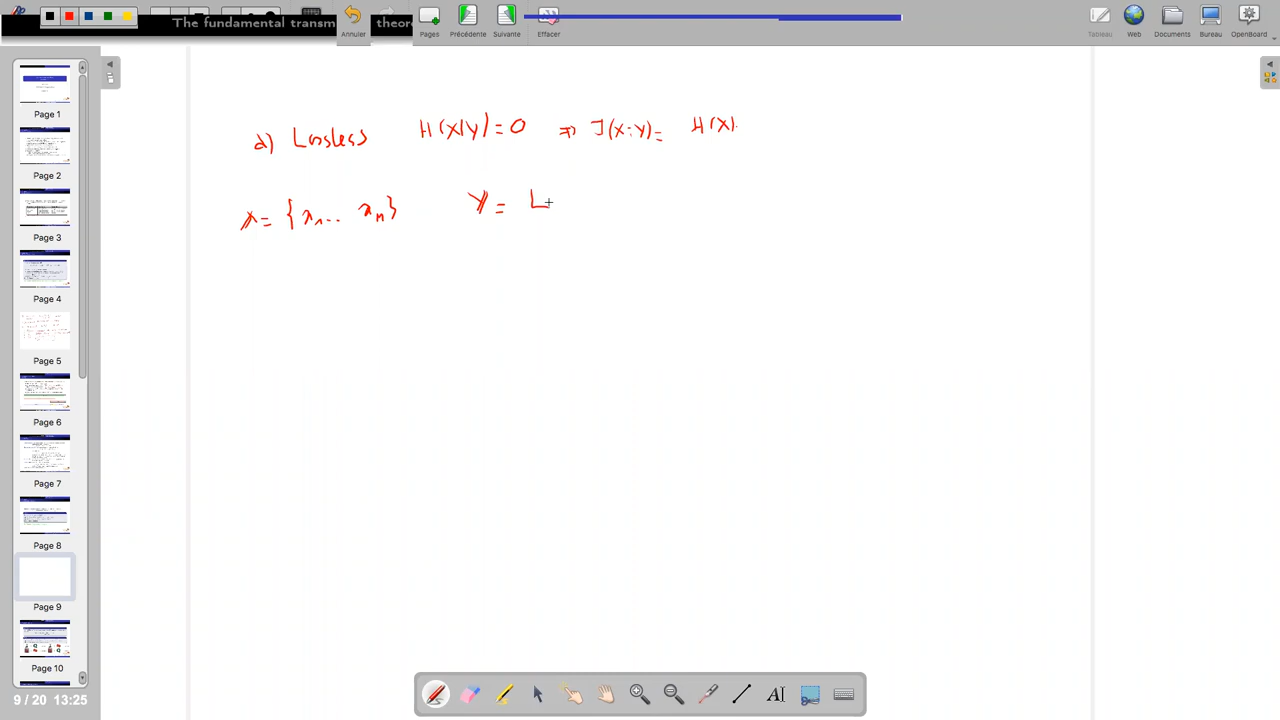 The fundamental transm
theor
Annuler
Pages
Précédente
Suivante
Effacer
Tableau
Web
Documents
Bureau
OpenBoard
Page 1
Page 2
Page 3
Page 4
Page 5
Page 6
Page 7
Page 8
Page 9
Page 10
a) Lossless H(X|Y)=0 => I(X;Y)= H(X).
X= {x₁... xₙ} Y= L
9 / 20 13:25
AI